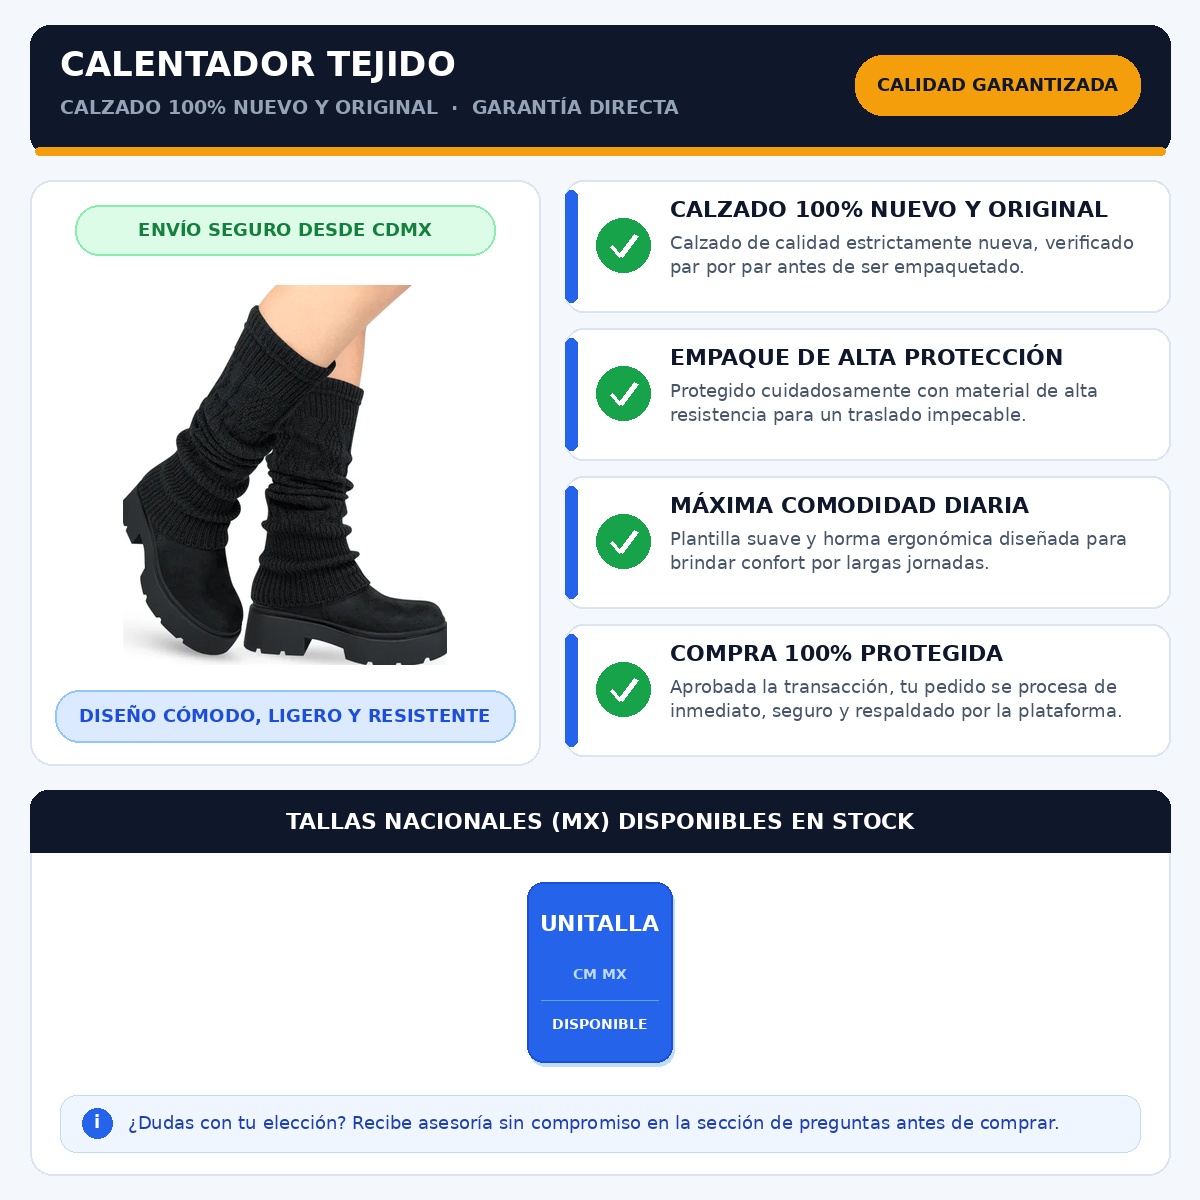 CALENTADOR TEJIDO
CALZADO 100% NUEVO Y ORIGINAL · GARANTÍA DIRECTA
CALIDAD GARANTIZADA
ENVÍO SEGURO DESDE CDMX
DISEÑO CÓMODO, LIGERO Y RESISTENTE
CALZADO 100% NUEVO Y ORIGINAL
Calzado de calidad estrictamente nueva, verificado
par por par antes de ser empaquetado.
EMPAQUE DE ALTA PROTECCIÓN
Protegido cuidadosamente con material de alta
resistencia para un traslado impecable.
MÁXIMA COMODIDAD DIARIA
Plantilla suave y horma ergonómica diseñada para
brindar confort por largas jornadas.
COMPRA 100% PROTEGIDA
Aprobada la transacción, tu pedido se procesa de
inmediato, seguro y respaldado por la plataforma.
TALLAS NACIONALES (MX) DISPONIBLES EN STOCK
UNITALLA
CM MX
DISPONIBLE
i ¿Dudas con tu elección? Recibe asesoría sin compromiso en la sección de preguntas antes de comprar.